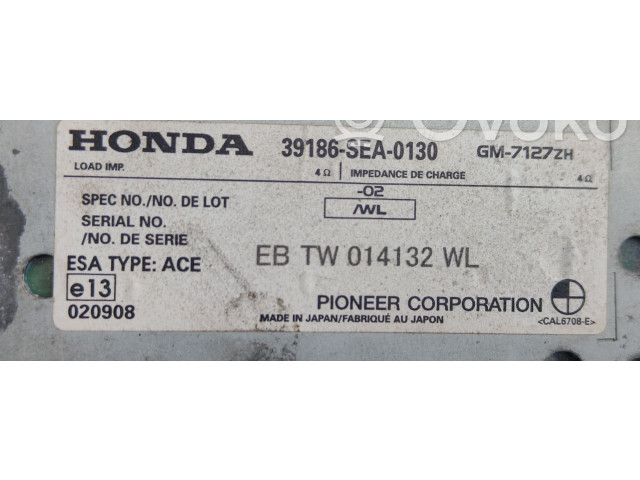 Ovoko
HONDA 39186-SEA-0130 GM-7127ZH
LOAD IMP. 4Ω IMPEDANCE DE CHARGE 4Ω
-02
SPEC NO./NO. DE LOT /WL
SERIAL NO.
/NO. DE SERIE
EB TW 014132 WL
ESA TYPE: ACE
e13
020908
PIONEER CORPORATION
MADE IN JAPAN/FABRIQUÉ AU JAPON
<CAL6708-E>